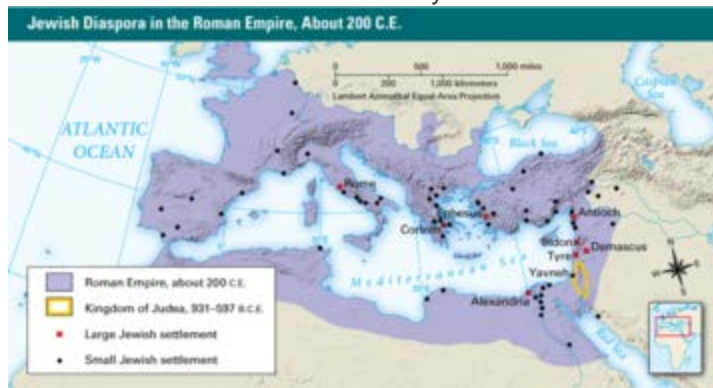 Jewish Diaspora in the Roman Empire, About 200 C.E.
0 500 1,000 miles
0 500 1,000 kilometers
Lambert Azimuthal Equal-Area Projection
ATLANTIC
OCEAN
Caspian
Sea
Black Sea
Rome
Ephesus
Corinth
Antioch
Sidon
Damascus
Tyre
Yavneh
Mediterranean Sea
Alexandria
Red Sea
N
W
E
S
Roman Empire, about 200 C.E.
Kingdom of Judea, 931–597 B.C.E.
Large Jewish settlement
Small Jewish settlement